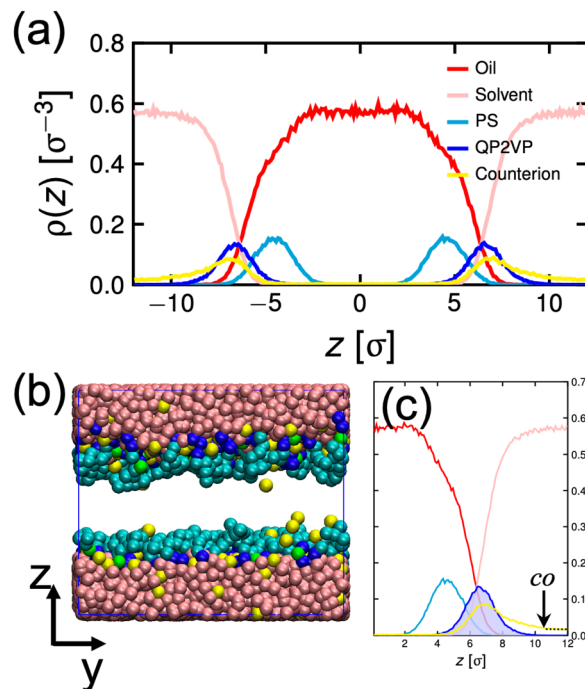 (a)
0.8
0.6
0.4
0.2
0.0
ρ(z) [σ⁻³]
Oil
Solvent
PS
QP2VP
Counterion
−10 −5 0 5 10
z [σ]
(b)
z
y
(c)
0.7
0.6
0.5
0.4
0.3
0.2
0.1
0.0
co
2 4 6 8 10 12
z [σ]